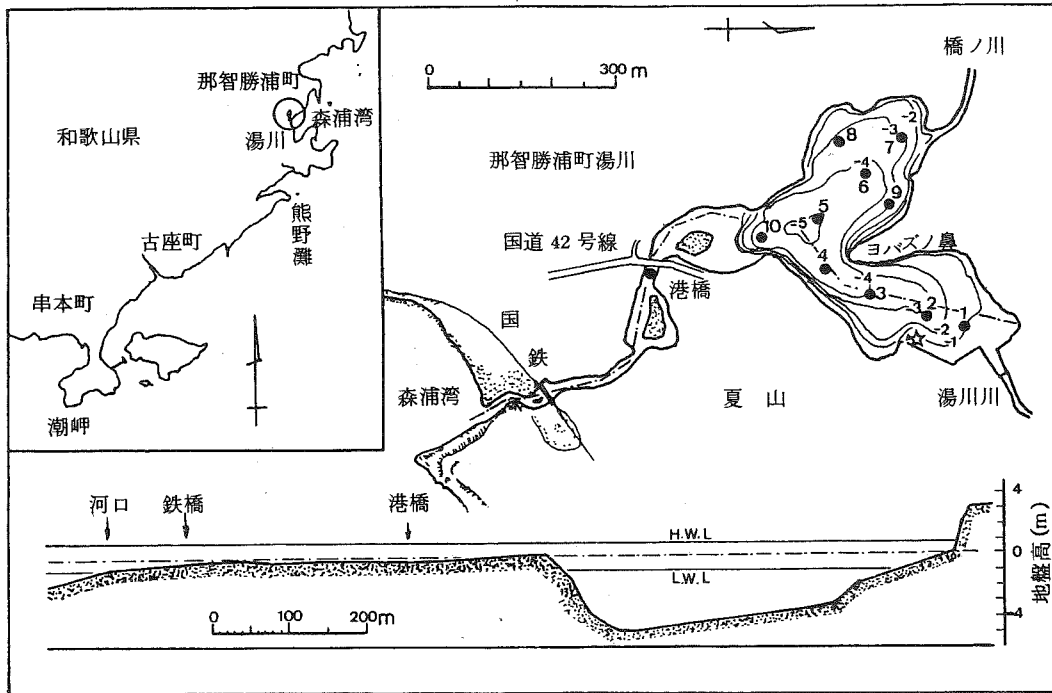 那智勝浦町
森浦湾
湯川
和歌山県
熊野灘
古座町
串本町
潮岬
0 300 m
橋ノ川
那智勝浦町湯川
国道 42 号線
港橋
ヨバズノ鼻
国
鉄
森浦湾
夏山
湯川川
8
-3
-2
7
-4
6
9
5
-5
10
4
-4
3
2
-3
1
-2
-1
河口
鉄橋
港橋
H.W.L
L.W.L
4
0
-4
地盤高 (m)
0 100 200m